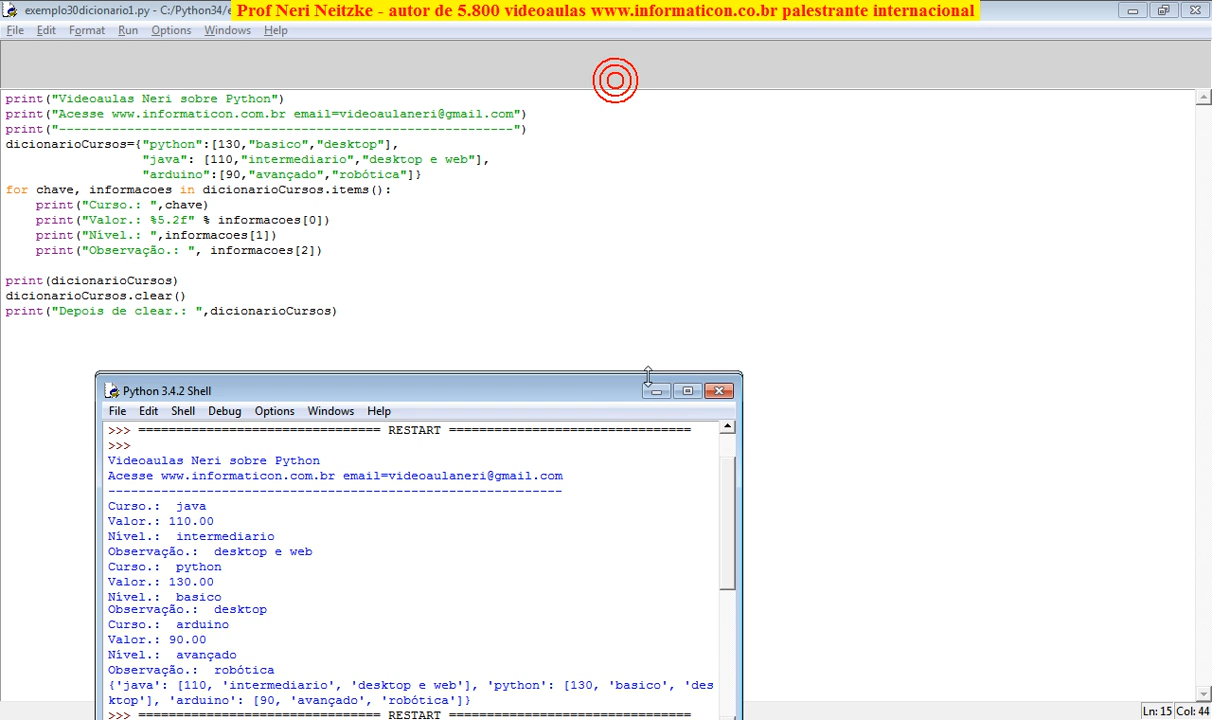 exemplo30dicionario1.py - C:/Python34/e
Prof Neri Neitzke - autor de 5.800 videoaulas www.informaticon.co.br palestrante internacional
File Edit Format Run Options Windows Help
print("Videoaulas Neri sobre Python")
print("Acesse www.informaticon.com.br email=videoaulaneri@gmail.com")
print("------------------------------------------------------------")
dicionarioCursos={"python":[130,"basico","desktop"],
"java": [110,"intermediario","desktop e web"],
"arduino":[90,"avançado","robótica"]}
for chave, informacoes in dicionarioCursos.items():
print("Curso.: ",chave)
print("Valor.: %5.2f" % informacoes[0])
print("Nível.: ",informacoes[1])
print("Observação.: ", informacoes[2])
print(dicionarioCursos)
dicionarioCursos.clear()
print("Depois de clear.: ",dicionarioCursos)
Python 3.4.2 Shell
File Edit Shell Debug Options Windows Help
>>> ================================ RESTART ================================
>>>
Videoaulas Neri sobre Python
Acesse www.informaticon.com.br email=videoaulaneri@gmail.com
------------------------------------------------------------
Curso.:  java
Valor.: 110.00
Nível.:  intermediario
Observação.:  desktop e web
Curso.:  python
Valor.: 130.00
Nível.:  basico
Observação.:  desktop
Curso.:  arduino
Valor.: 90.00
Nível.:  avançado
Observação.:  robótica
{'java': [110, 'intermediario', 'desktop e web'], 'python': [130, 'basico', 'des
ktop'], 'arduino': [90, 'avançado', 'robótica']}
>>> ================================ RESTART ================================
Ln: 15 Col: 44